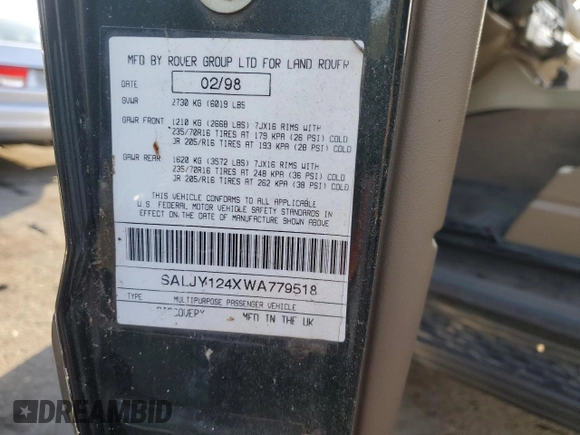 MFD BY ROVER GROUP LTD FOR LAND ROVER
DATE 02/98
GVWR 2730 KG (6019 LBS
GAWR FRONT 1210 KG (2668 LBS) 7JX16 RIMS WITH
235/70R16 TIRES AT 179 KPA (26 PSI) COLD
OR 205/R16 TIRES AT 193 KPA (28 PSI) COLD
GAWR REAR 1620 KG (3572 LBS) 7JX16 RIMS WITH
235/70R16 TIRES AT 248 KPA (36 PSI) COLD
OR 205/R16 TIRES AT 262 KPA (38 PSI) COLD
THIS VEHICLE CONFORMS TO ALL APPLICABLE
U.S. FEDERAL MOTOR VEHICLE SAFETY STANDARDS IN
EFFECT ON THE DATE OF MANUFACTURE SHOWN ABOVE
SALJY124XWA779518
TYPE MULTIPURPOSE PASSENGER VEHICLE
DISCOVERY MFD IN THE UK
DREAMBID